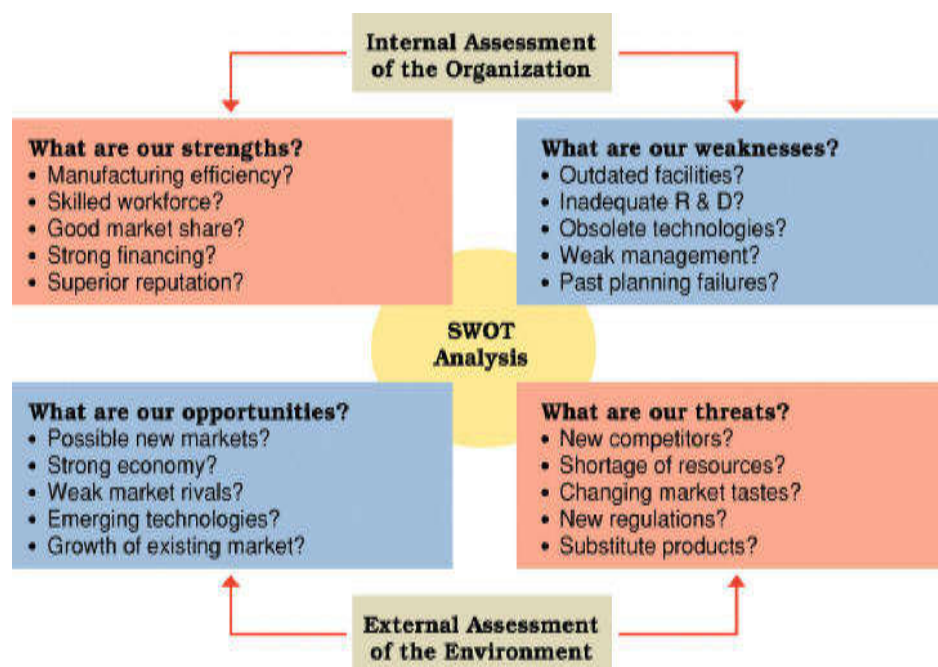 Internal Assessment
of the Organization
What are our strengths?
• Manufacturing efficiency?
• Skilled workforce?
• Good market share?
• Strong financing?
• Superior reputation?
What are our weaknesses?
• Outdated facilities?
• Inadequate R & D?
• Obsolete technologies?
• Weak management?
• Past planning failures?
SWOT
Analysis
What are our opportunities?
• Possible new markets?
• Strong economy?
• Weak market rivals?
• Emerging technologies?
• Growth of existing market?
What are our threats?
• New competitors?
• Shortage of resources?
• Changing market tastes?
• New regulations?
• Substitute products?
External Assessment
of the Environment